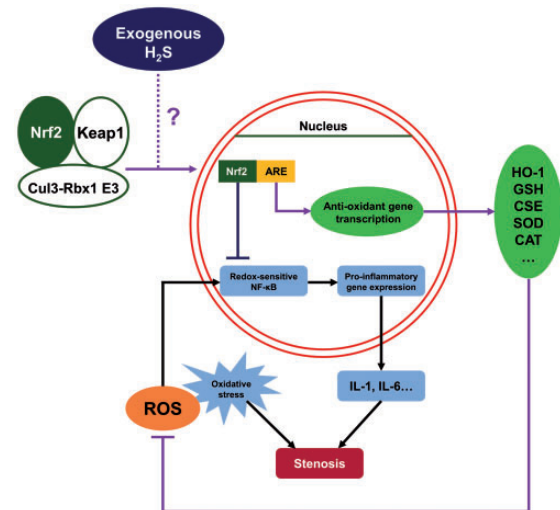 Exogenous
H₂S
?
Nrf2
Keap1
Cul3-Rbx1 E3
Nucleus
Nrf2
ARE
Anti-oxidant gene
transcription
HO-1
GSH
CSE
SOD
CAT
...
Redox-sensitive
NF-κB
Pro-inflammatory
gene expression
Oxidative
stress
ROS
IL-1, IL-6...
Stenosis